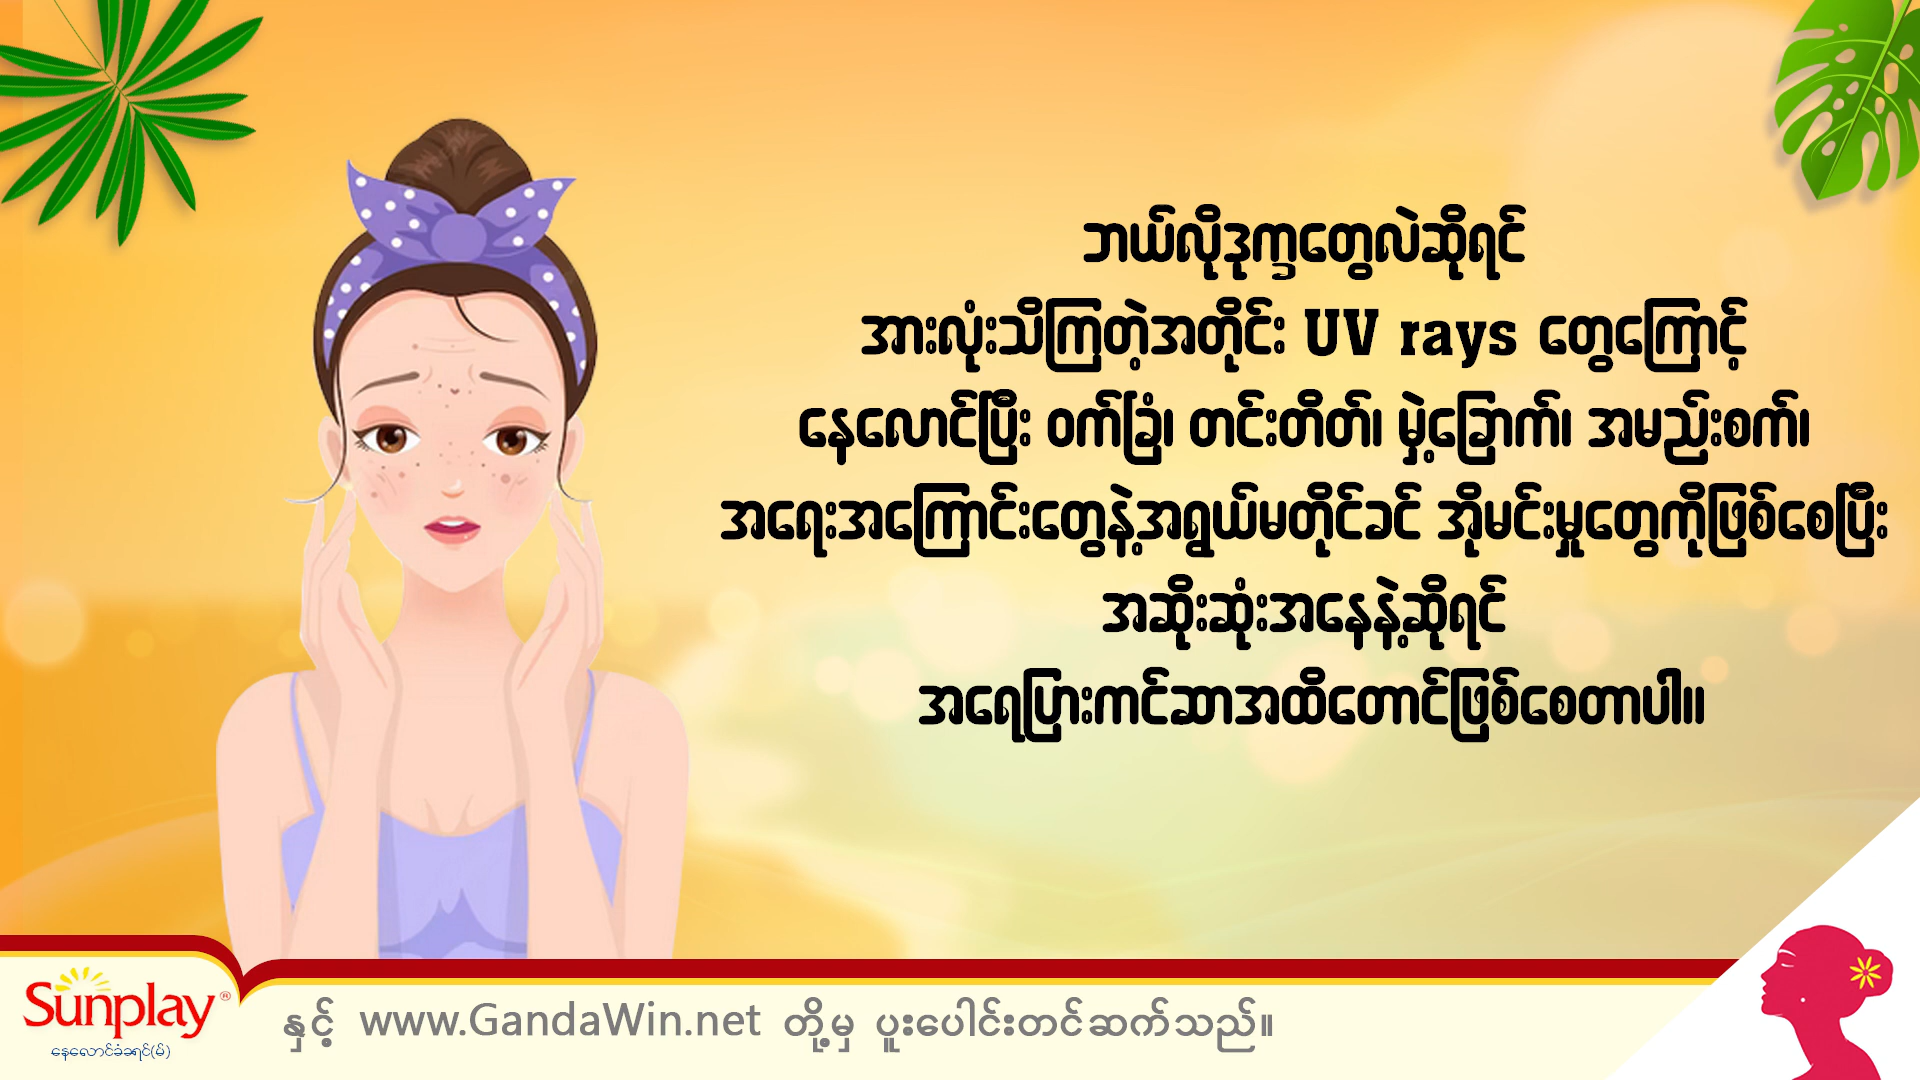 ဘယ်လိုဒုက္ခတွေလဲဆိုရင်
အားလုံးသိကြတဲ့အတိုင်း UV rays တွေကြောင့်
နေလောင်ပြီး ဝက်ခြံ၊ တင်းတိတ်၊ မှဲ့ခြောက်၊ အမည်းစက်၊
အရေးအကြောင်းတွေနဲ့အရွယ်မတိုင်ခင် အိုမင်းမှုတွေကိုဖြစ်စေပြီး
အဆိုးဆုံးအနေနဲ့ဆိုရင်
အရေပြားကင်ဆာအထိတောင်ဖြစ်စေတာပါ။
Sunplay®
နေလောင်ခံခရင်(မ်)
နှင့် www.GandaWin.net တို့မှ ပူးပေါင်းတင်ဆက်သည်။